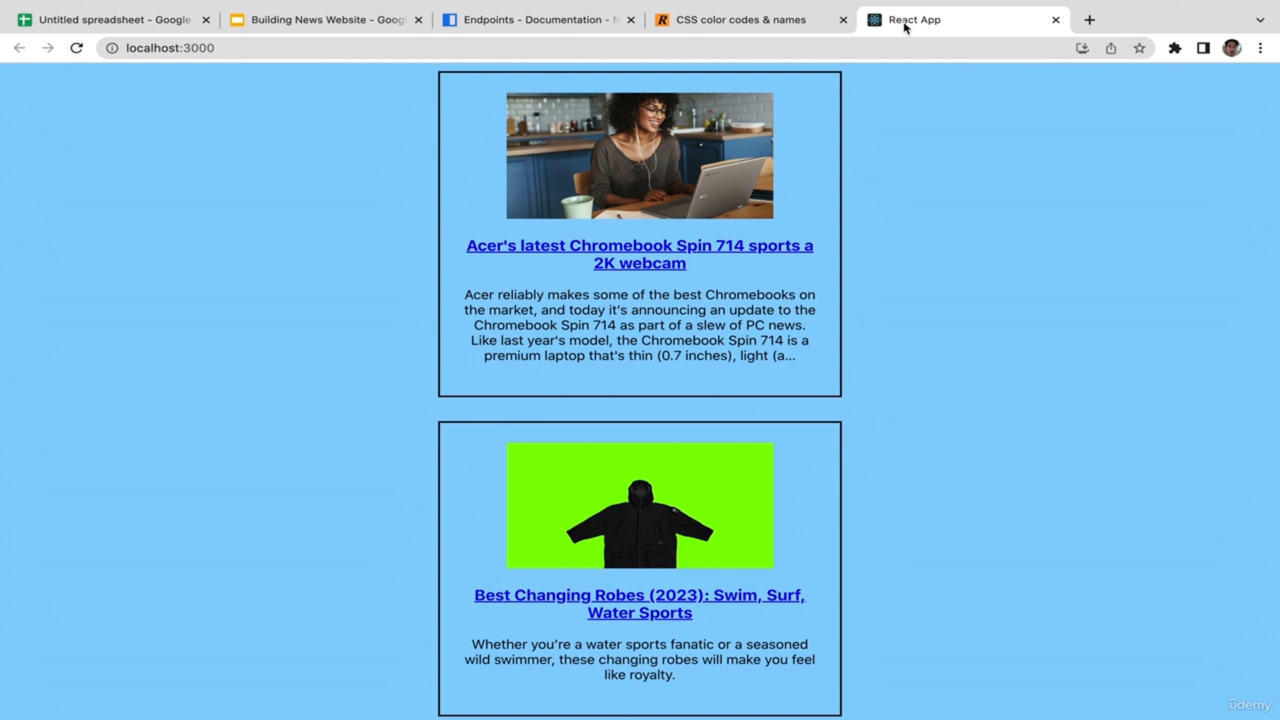 Untitled spreadsheet - Google
Building News Website - Goog
Endpoints - Documentation - N
CSS color codes & names
React App
localhost:3000
Acer's latest Chromebook Spin 714 sports a
2K webcam
Acer reliably makes some of the best Chromebooks on
the market, and today it's announcing an update to the
Chromebook Spin 714 as part of a slew of PC news.
Like last year's model, the Chromebook Spin 714 is a
premium laptop that's thin (0.7 inches), light (a...
Best Changing Robes (2023): Swim, Surf,
Water Sports
Whether you’re a water sports fanatic or a seasoned
wild swimmer, these changing robes will make you feel
like royalty.
ûdemy